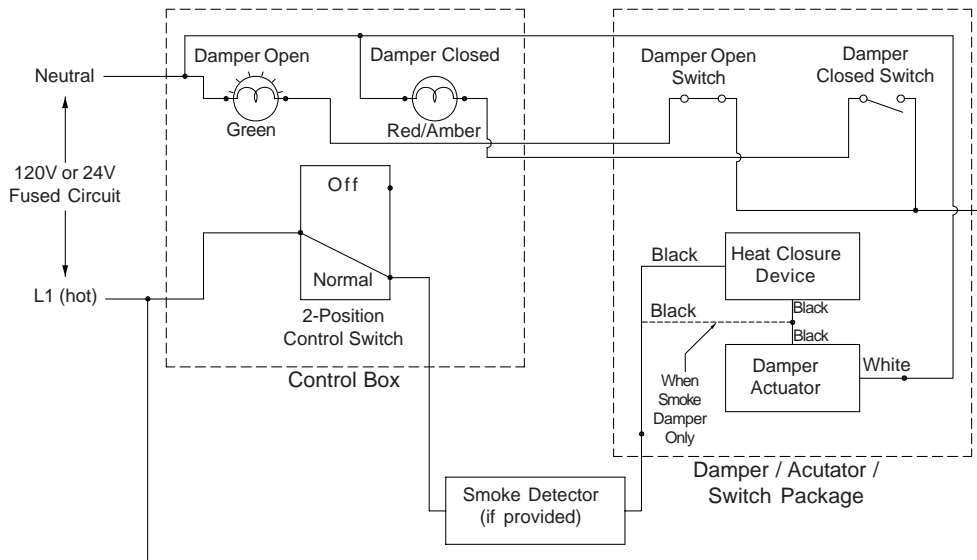 Damper Open
Damper Closed
Damper Open
Switch
Damper
Closed Switch
Neutral
Green
Red/Amber
120V or 24V
Fused Circuit
Off
Normal
L1 (hot)
2-Position
Control Switch
Control Box
Black
Heat Closure
Device
Black
Black
Black
Damper
Actuator
White
When
Smoke
Damper
Only
Damper / Acutator /
Switch Package
Smoke Detector
(if provided)